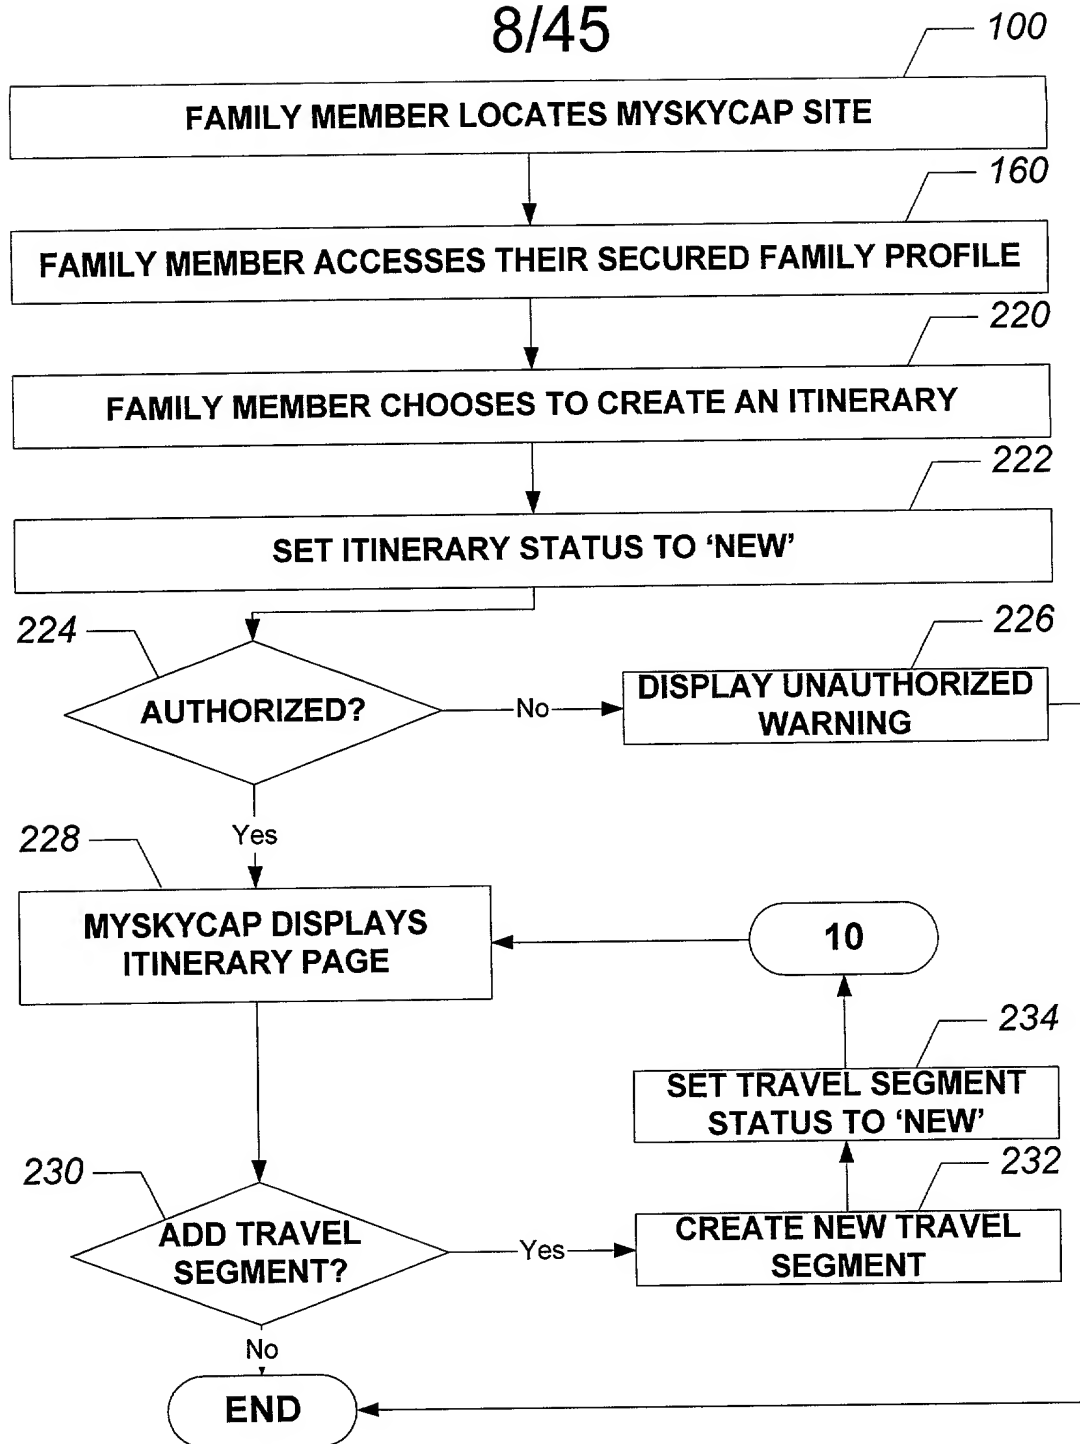 8/45
100
FAMILY MEMBER LOCATES MYSKYCAP SITE
160
FAMILY MEMBER ACCESSES THEIR SECURED FAMILY PROFILE
220
FAMILY MEMBER CHOOSES TO CREATE AN ITINERARY
222
SET ITINERARY STATUS TO ‘NEW’
224
AUTHORIZED?
No
226
DISPLAY UNAUTHORIZED
WARNING
Yes
228
MYSKYCAP DISPLAYS
ITINERARY PAGE
10
234
SET TRAVEL SEGMENT
STATUS TO ‘NEW’
230
ADD TRAVEL
SEGMENT?
Yes
232
CREATE NEW TRAVEL
SEGMENT
No
END